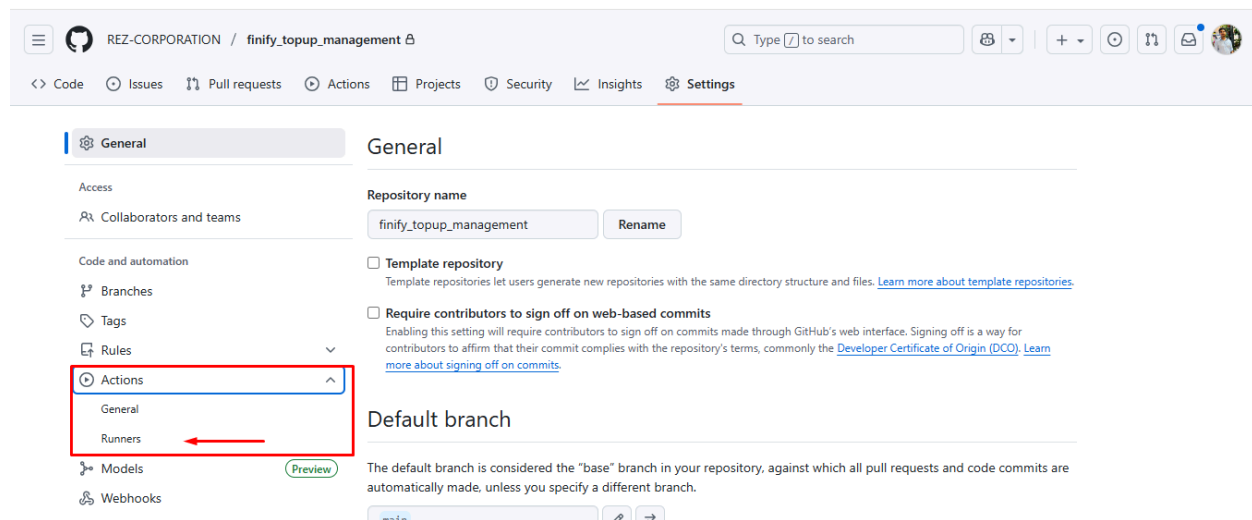 REZ-CORPORATION / finify_topup_management
Type / to search
Code Issues Pull requests Actions Projects Security Insights Settings
General
Access
Collaborators and teams
Code and automation
Branches
Tags
Rules
Actions
General
Runners
Models Preview
Webhooks
General
Repository name
finify_topup_management Rename
Template repository
Template repositories let users generate new repositories with the same directory structure and files. Learn more about template repositories.
Require contributors to sign off on web-based commits
Enabling this setting will require contributors to sign off on commits made through GitHub's web interface. Signing off is a way for
contributors to affirm that their commit complies with the repository's terms, commonly the Developer Certificate of Origin (DCO). Learn
more about signing off on commits.
Default branch
The default branch is considered the "base" branch in your repository, against which all pull requests and code commits are
automatically made, unless you specify a different branch.
main